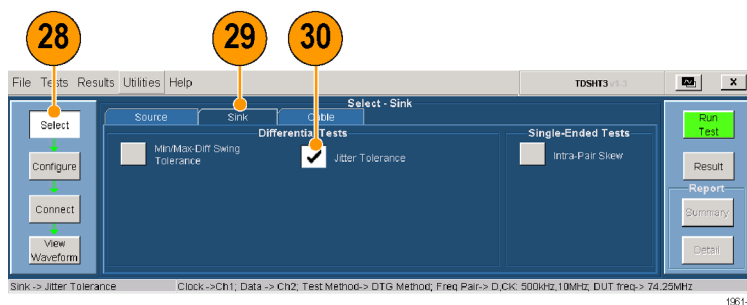 28 29 30
File Tests Results Utilities Help TDSHT3 v1.3 x
Select - Sink
Select Source Sink Cable Run Test
Differential Tests Single-Ended Tests
Min/Max-Diff Swing Tolerance Jitter Tolerance Intra-Pair Skew
Configure Result
Report
Connect Summary
View Waveform Detail
Sink -> Jitter Tolerance Clock ->Ch1; Data -> Ch2; Test Method-> DTG Method; Freq Pair-> D,CK: 500kHz,10MHz; DUT freq-> 74.25MHz
1961-